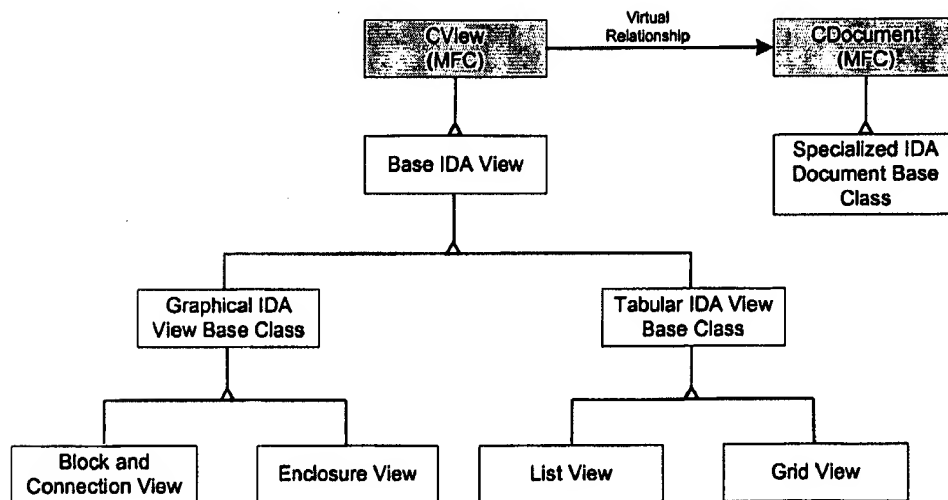 CView
(MFC)
Virtual
Relationship
CDocument
(MFC)
Base IDA View
Specialized IDA
Document Base
Class
Graphical IDA
View Base Class
Tabular IDA View
Base Class
Block and
Connection View
Enclosure View
List View
Grid View